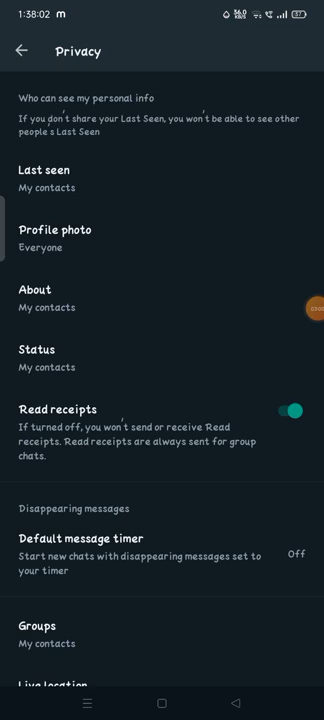 1:38:02 m
36.0 KB/S 57
Privacy
Who can see my personal info
If you don't share your Last Seen, you won't be able to see other
people's Last Seen
Last seen
My contacts
Profile photo
Everyone
About
My contacts
Status
My contacts
Read receipts
If turned off, you won't send or receive Read
receipts. Read receipts are always sent for group
chats.
Disappearing messages
Default message timer
Start new chats with disappearing messages set to
your timer
Off
Groups
My contacts
Live location